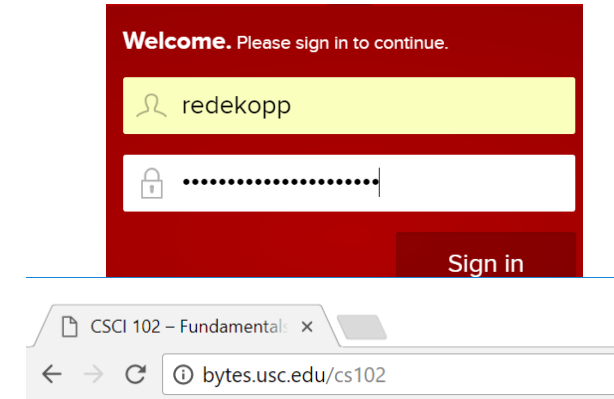 Welcome. Please sign in to continue.
redekopp
••••••••••••••••••••••
Sign in
CSCI 102 – Fundamentals
bytes.usc.edu/cs102